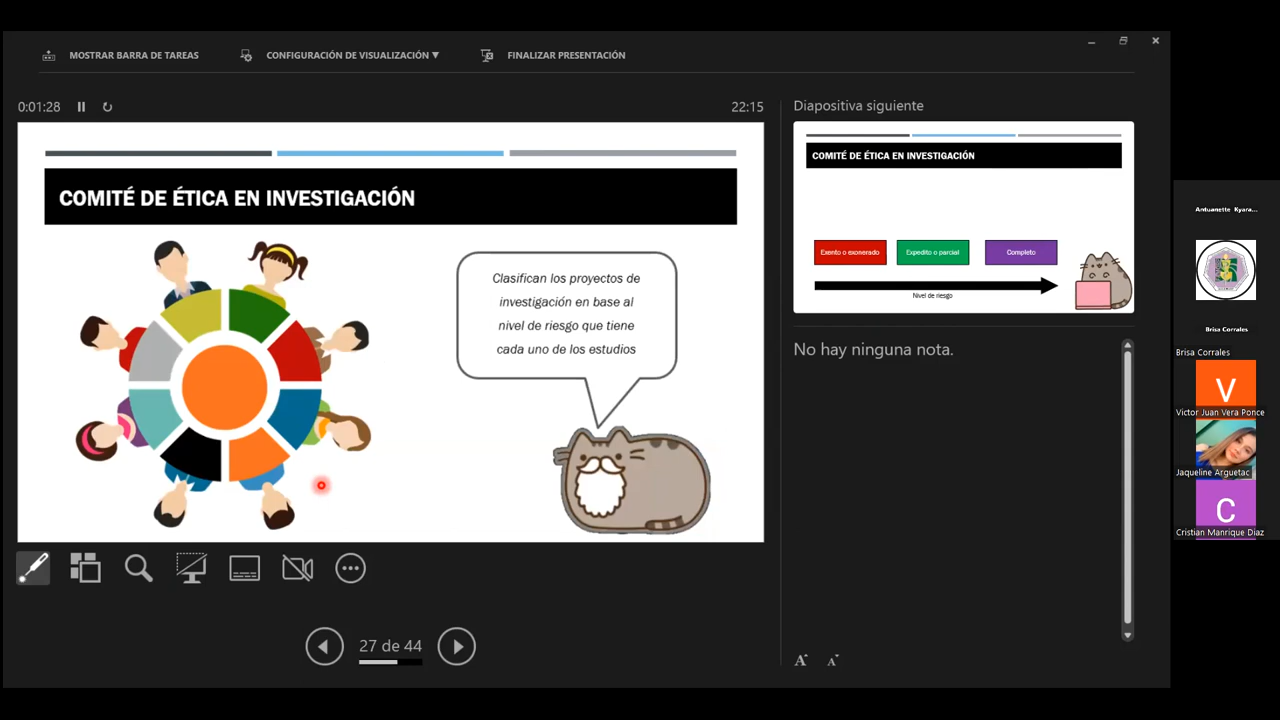 MOSTRAR BARRA DE TAREAS
CONFIGURACIÓN DE VISUALIZACIÓN ▼
FINALIZAR PRESENTACIÓN
0:01:28
22:15
COMITÉ DE ÉTICA EN INVESTIGACIÓN
Clasifican los proyectos de
investigación en base al
nivel de riesgo que tiene
cada uno de los estudios
27 de 44
Diapositiva siguiente
COMITÉ DE ÉTICA EN INVESTIGACIÓN
Exento o exonerado
Expedito o parcial
Completo
Nivel de riesgo
No hay ninguna nota.
A
A
Antuanette Kyara...
Brisa Corrales
Brisa Corrales
V
Victor Juan Vera Ponce
Jaqueline Arguetac
C
Cristian Manrique Diaz